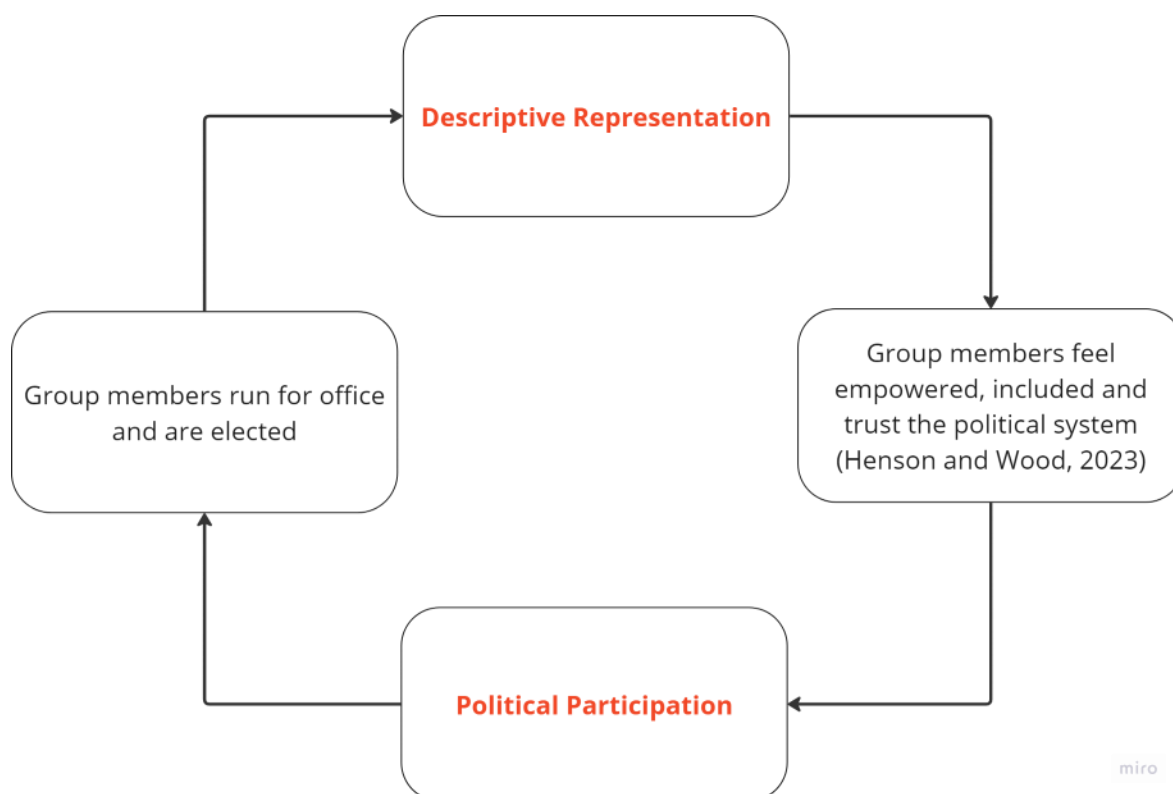 Descriptive Representation
Group members feel
empowered, included and
trust the political system
(Henson and Wood, 2023)
Political Participation
Group members run for office
and are elected
miro